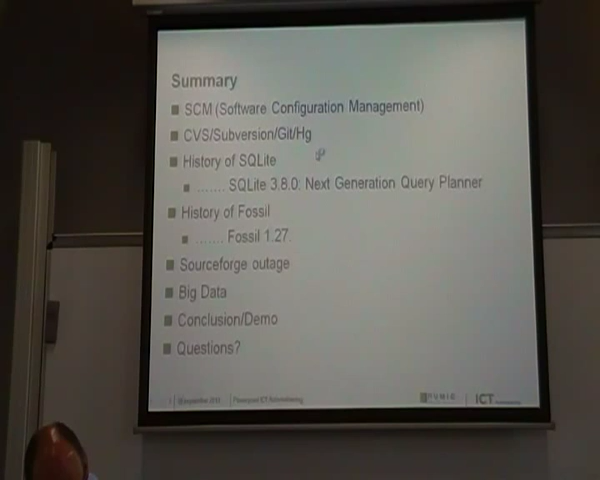 Summary
SCM (Software Configuration Management)
CVS/Subversion/Git/Hg
History of SQLite
....... SQLite 3.8.0: Next Generation Query Planner
History of Fossil
....... Fossil 1.27.
Sourceforge outage
Big Data
Conclusion/Demo
Questions?
ICT